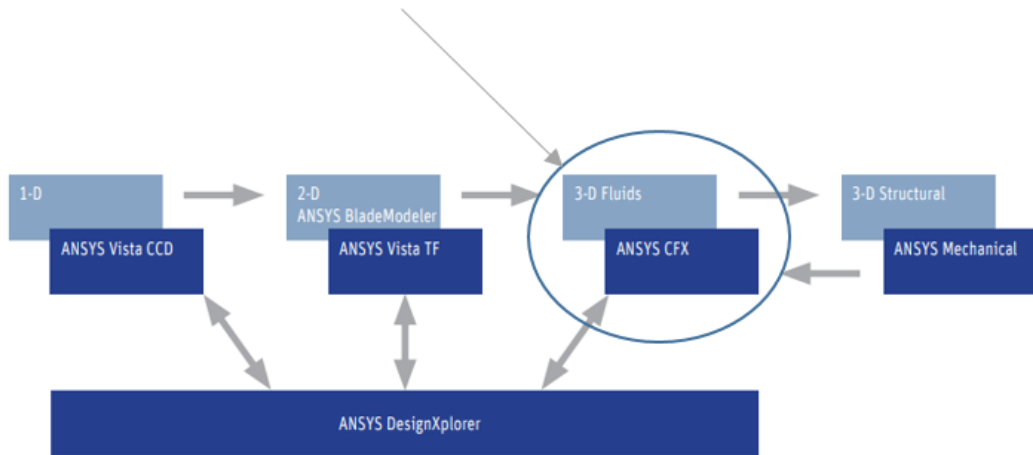 1-D
ANSYS Vista CCD
2-D
ANSYS BladeModeler
ANSYS Vista TF
3-D Fluids
ANSYS CFX
3-D Structural
ANSYS Mechanical
ANSYS DesignXplorer